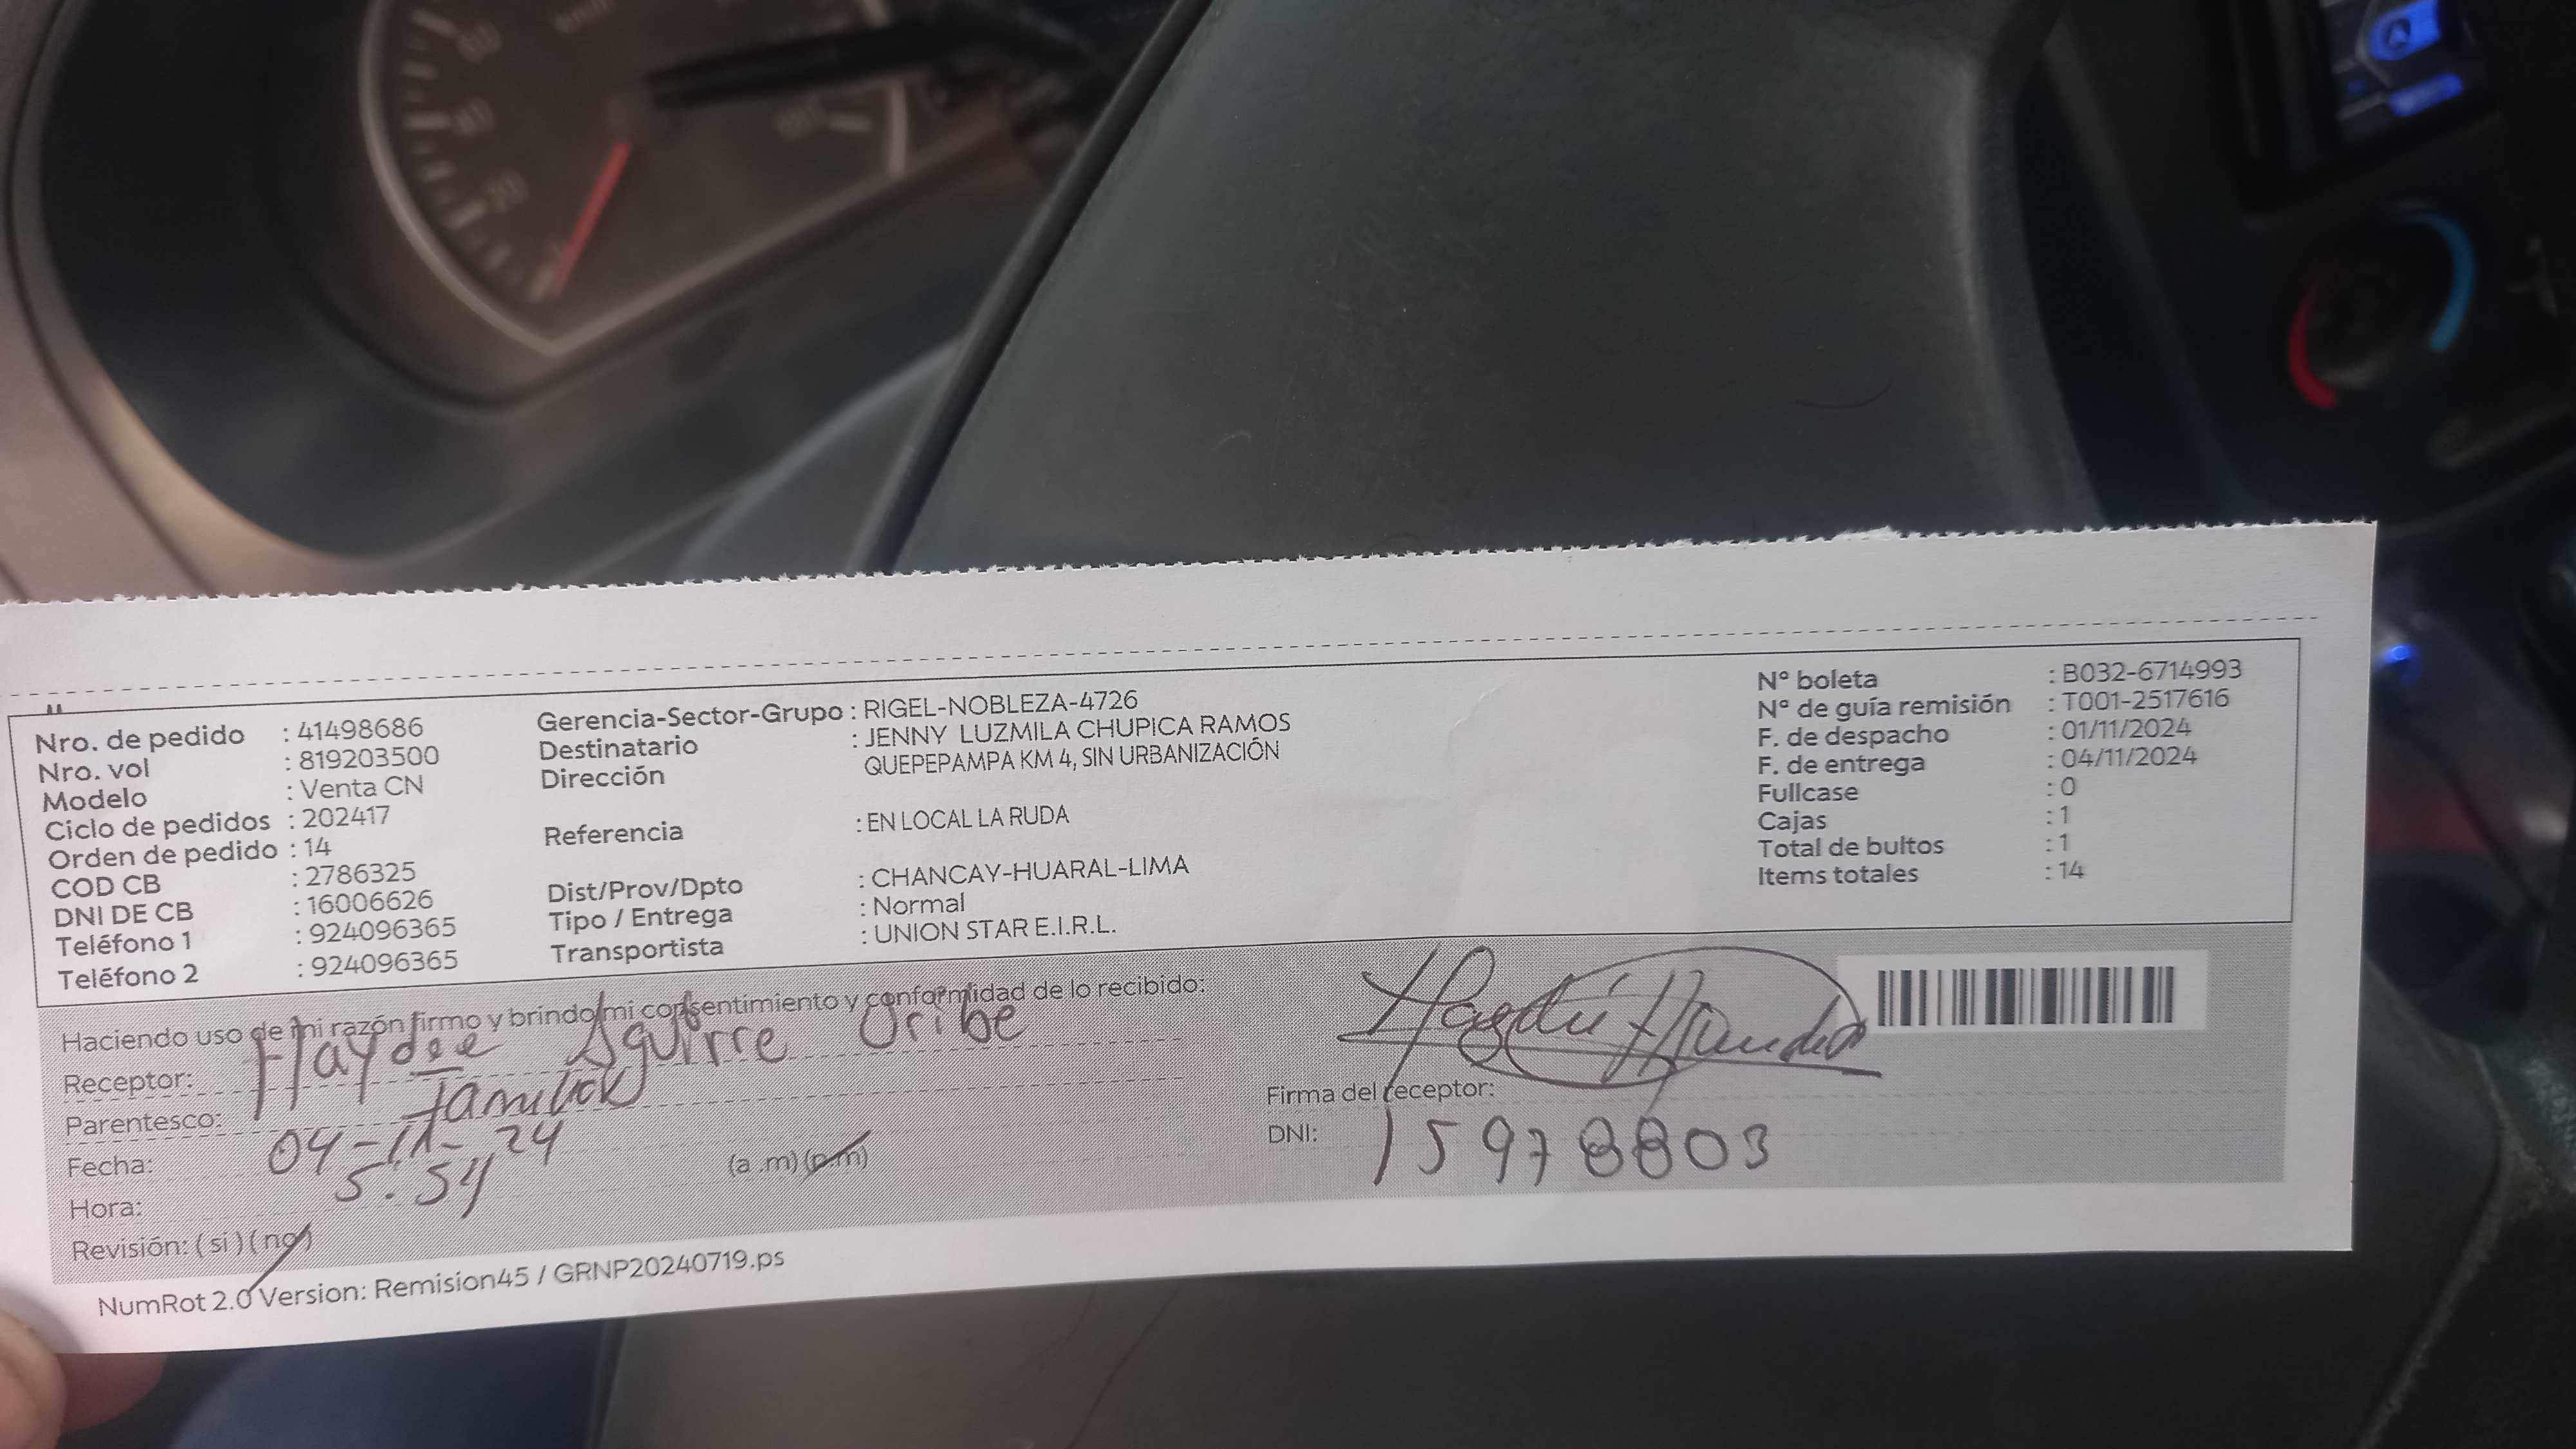 Nro. de pedido : 41498686
Nro. vol : 819203500
Modelo : Venta CN
Ciclo de pedidos : 202417
Orden de pedido : 14
COD CB : 2786325
DNI DE CB : 16006626
Teléfono 1 : 924096365
Teléfono 2 : 924096365
Gerencia-Sector-Grupo : RIGEL-NOBLEZA-4726
Destinatario : JENNY LUZMILA CHUPICA RAMOS
Dirección QUEPEPAMPA KM 4, SIN URBANIZACIÓN
Referencia : EN LOCAL LA RUDA
Dist/Prov/Dpto : CHANCAY-HUARAL-LIMA
Tipo / Entrega : Normal
Transportista : UNION STAR E.I.R.L.
N° boleta : B032-6714993
N° de guía remisión : T001-2517616
F. de despacho : 01/11/2024
F. de entrega : 04/11/2024
Fullcase : 0
Cajas : 1
Total de bultos : 1
Items totales : 14
Haciendo uso de mi razón firmo y brindo mi consentimiento y conformidad de lo recibido:
Receptor: Haydee Aguirre Uribe
Parentesco:
Fecha: 04-11-24
Hora: 5:54 (a.m) (p.m)
Revisión: (si) (no)
Firma del receptor:
DNI: 15978803
NumRot 2.0 Version: Remision45 / GRNP20240719.ps